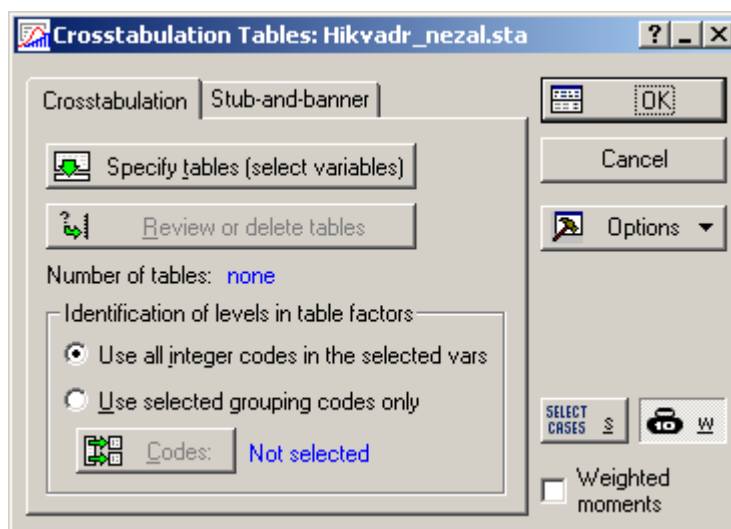 Crosstabulation Tables: Hikvadr_nezal.sta
Crosstabulation
Stub-and-banner
OK
Specify tables (select variables)
Cancel
Review or delete tables
Options
Number of tables: none
Identification of levels in table factors
Use all integer codes in the selected vars
Use selected grouping codes only
SELECT
CASES S
10 W
Codes: Not selected
Weighted
moments